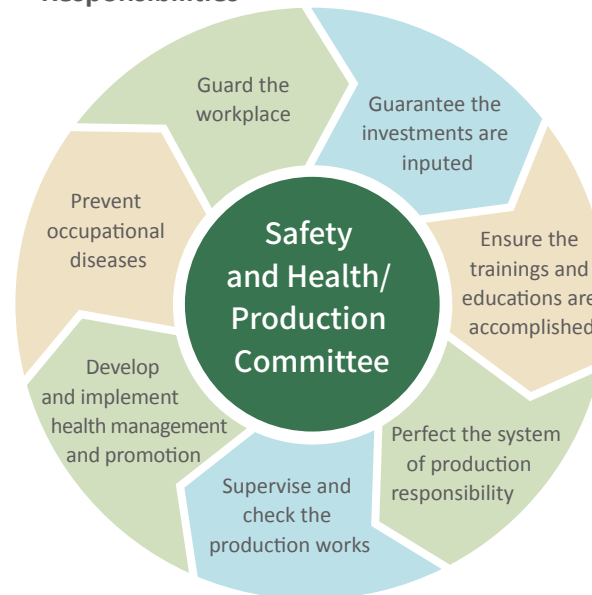 Responsibilities
Guard the
workplace
Guarantee the
investments are
inputed
Ensure the
trainings and
educations are
accomplished
Perfect the system
of production
responsibility
Supervise and
check the
production works
Develop
and implement
health management
and promotion
Prevent
occupational
diseases
Safety
and Health/
Production
Committee